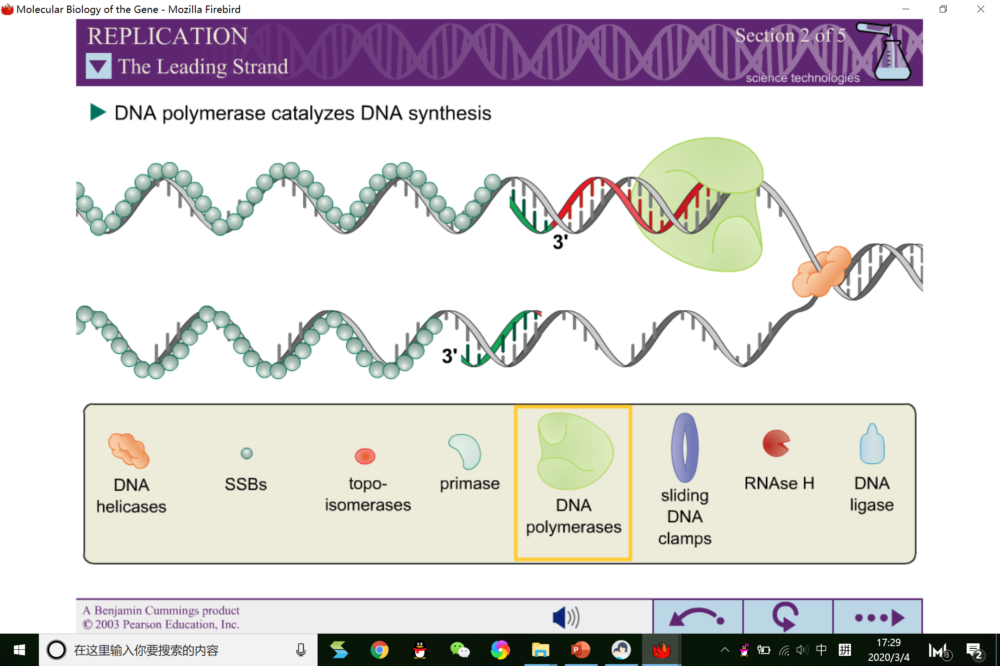 Molecular Biology of the Gene - Mozilla Firebird
REPLICATION
Section 2 of 5
The Leading Strand
science technologies
DNA polymerase catalyzes DNA synthesis
3'
3'
DNA
helicases
SSBs
topo-
isomerases
primase
DNA
polymerases
sliding
DNA
clamps
RNAse H
DNA
ligase
A Benjamin Cummings product
© 2003 Pearson Education, Inc.
在这里输入你要搜索的内容
P
中
拼
17:29
2020/3/4
M
3
2